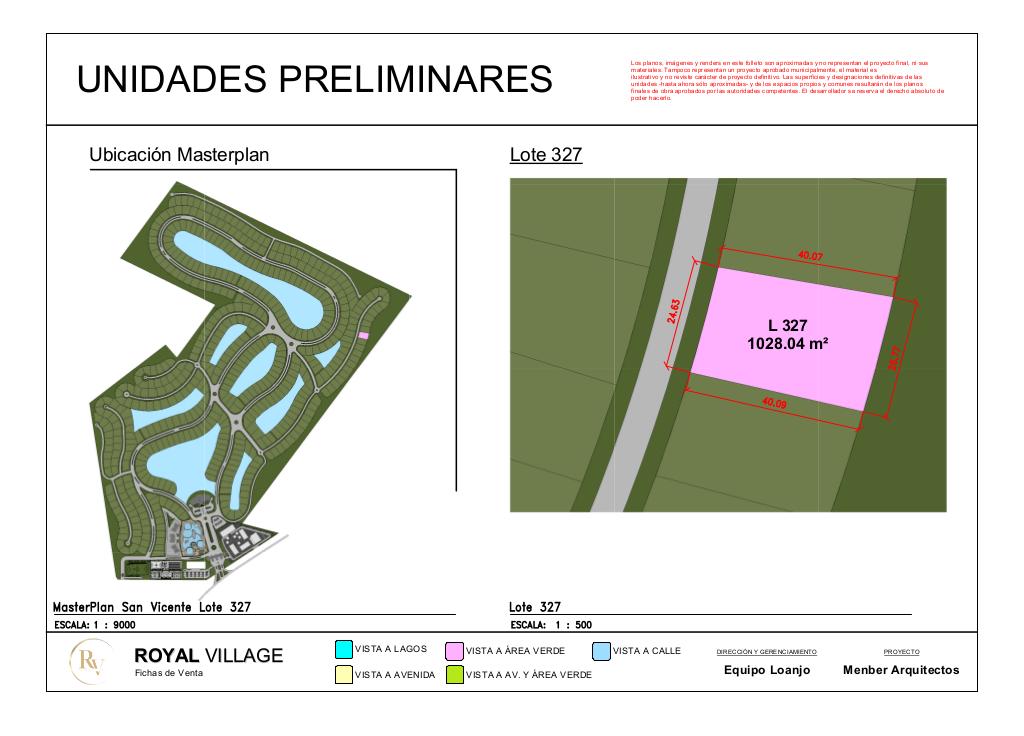 UNIDADES PRELIMINARES
Los planos, imágenes y renders en este folleto son aproximadas y no representan el proyecto final, ni sus
materiales. Tampoco representan un proyecto aprobado municipalmente, el material es
ilustrativo y no reviste carácter de proyecto definitivo. Las superficies y designaciones definitivas de las
unidades -hasta ahora sólo aproximadas- y de los espacios propios y comunes resultarán de los planos
finales de obra aprobados por las autoridades competentes. El desarrollador se reserva el derecho absoluto de
poder hacerlo.
Ubicación Masterplan
Lote 327
40.07
24.63
L 327
1028.04 m²
40.09
MasterPlan San Vicente Lote 327
ESCALA: 1 : 9000
Lote 327
ESCALA: 1 : 500
RV
ROYAL VILLAGE
Fichas de Venta
VISTA A LAGOS
VISTA A ÁREA VERDE
VISTA A CALLE
VISTA A AVENIDA
VISTA A AV. Y ÁREA VERDE
DIRECCIÓN Y GERENCIAMIENTO
Equipo Loanjo
PROYECTO
Menber Arquitectos